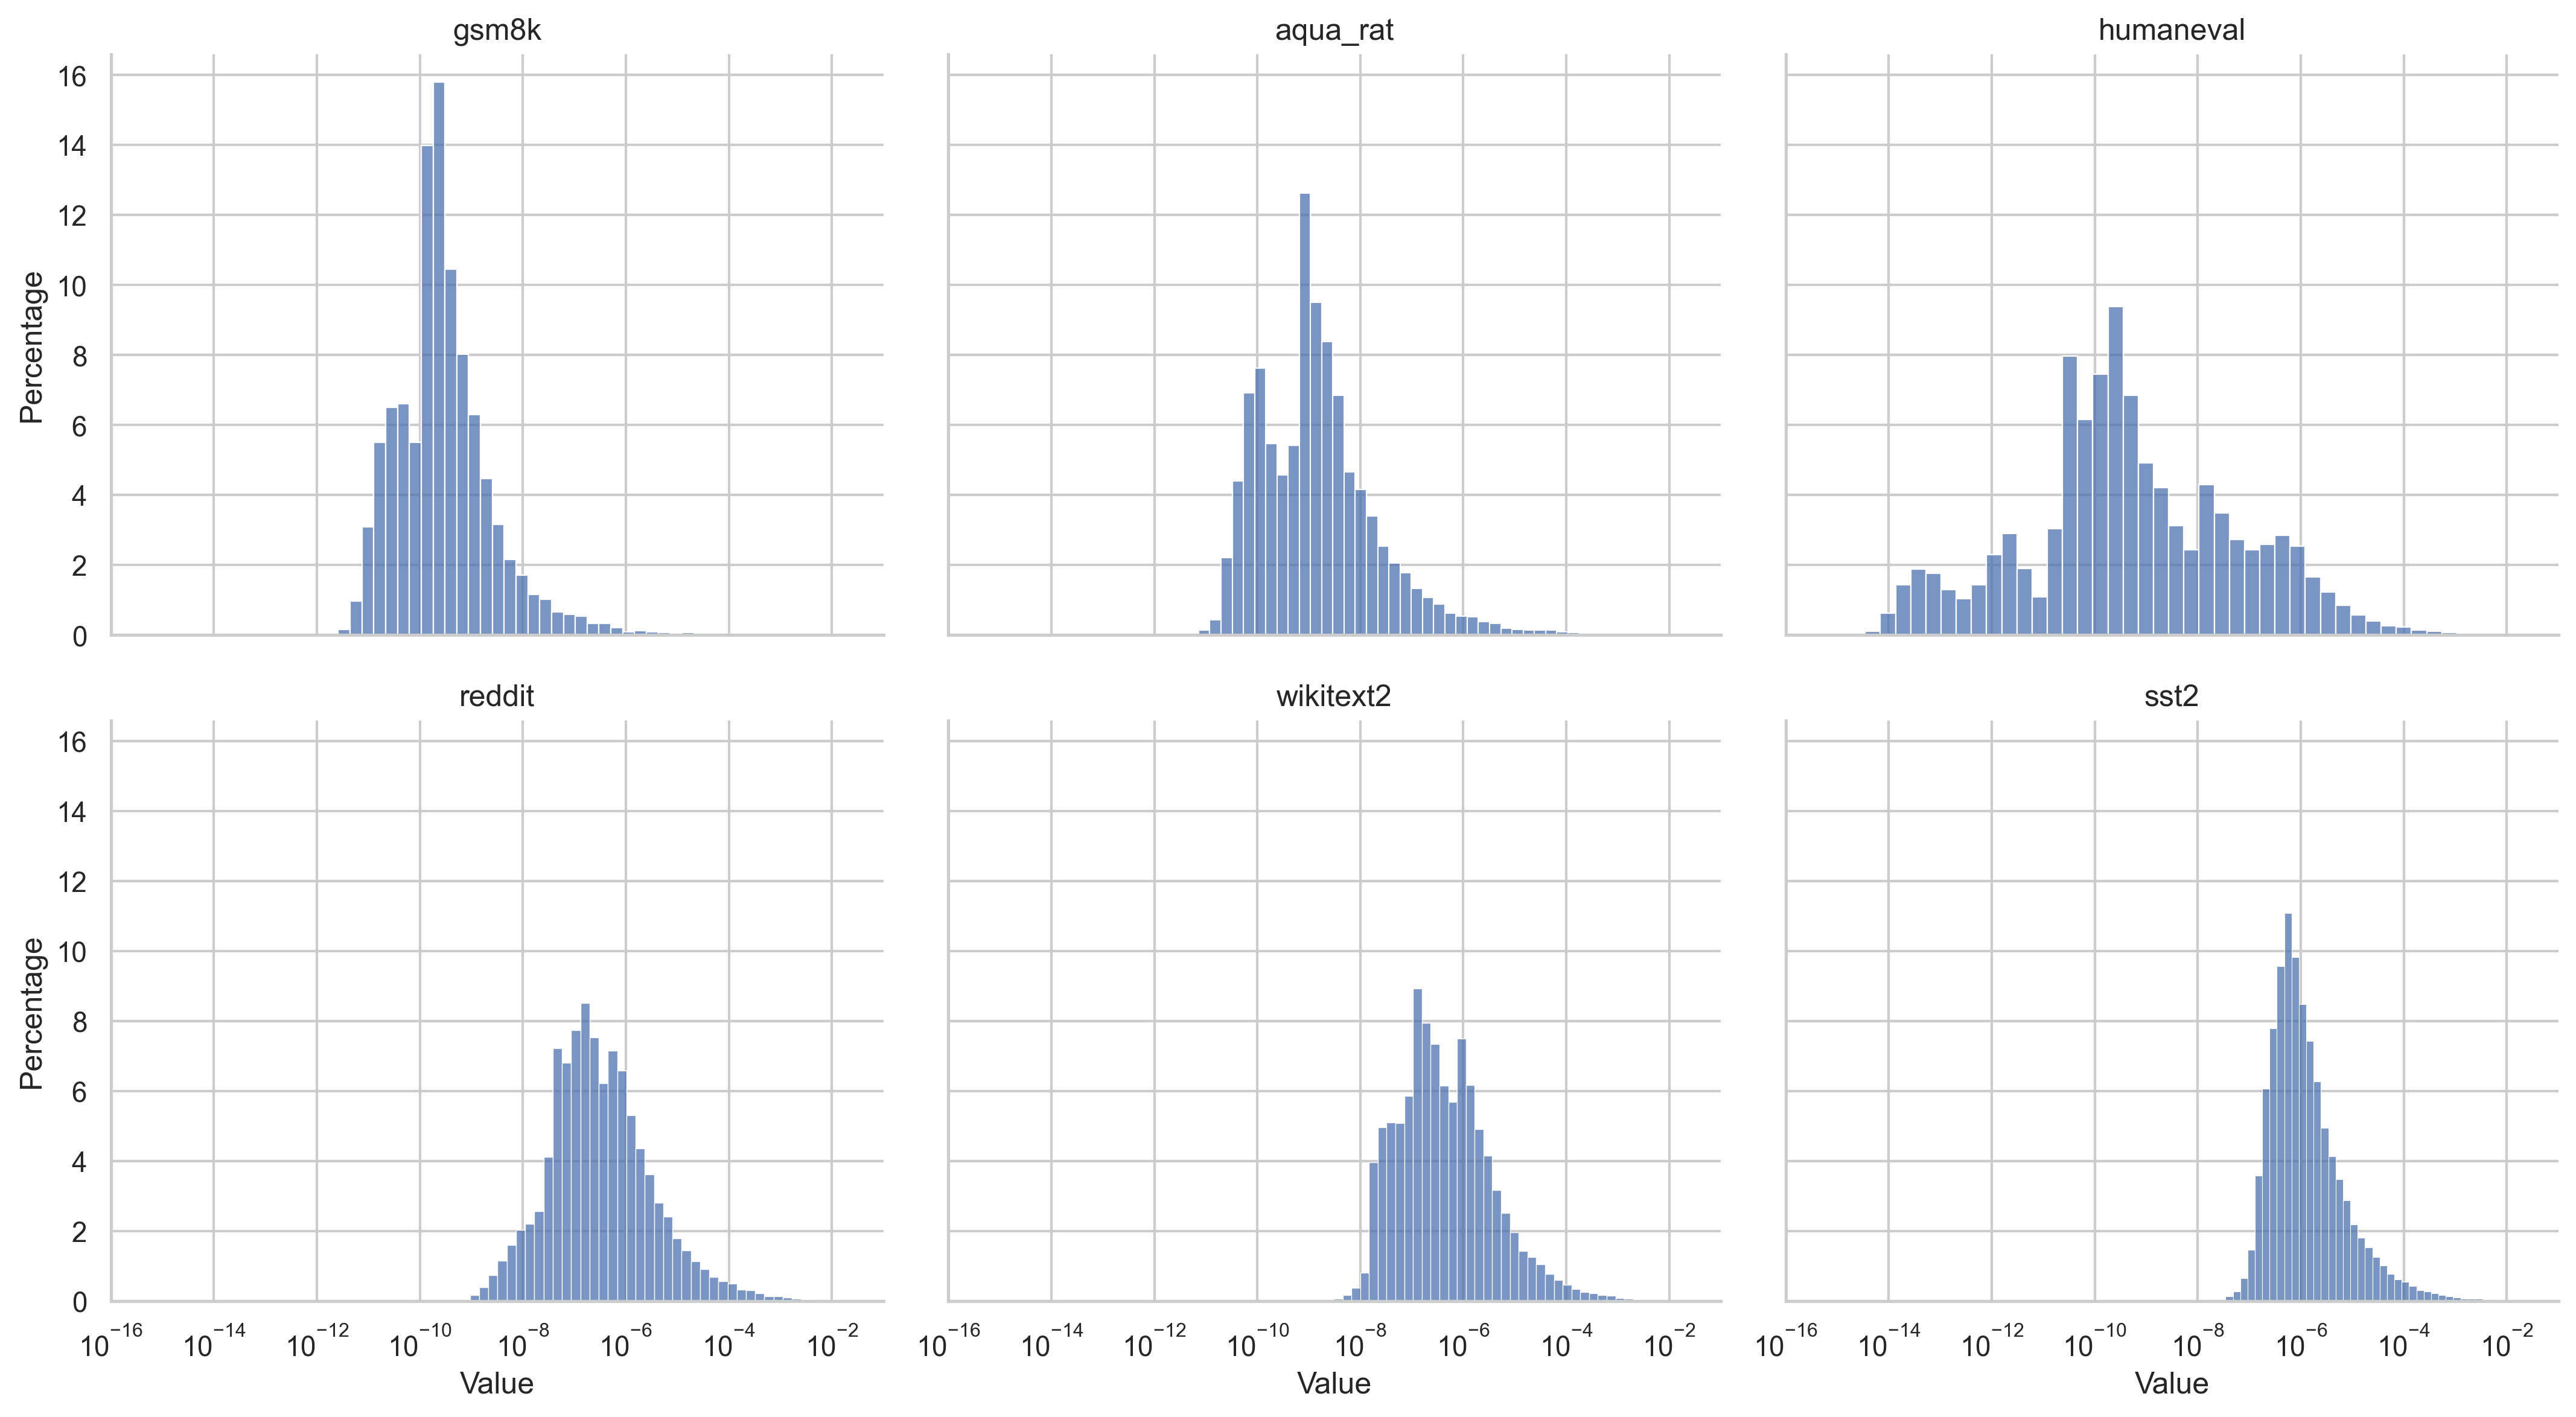 gsm8k
aqua_rat
humaneval
Percentage
16
14
12
10
8
6
4
2
0
reddit
wikitext2
sst2
Percentage
16
14
12
10
8
6
4
2
0
10⁻¹⁶ 10⁻¹⁴ 10⁻¹² 10⁻¹⁰ 10⁻⁸ 10⁻⁶ 10⁻⁴ 10⁻²
10⁻¹⁶ 10⁻¹⁴ 10⁻¹² 10⁻¹⁰ 10⁻⁸ 10⁻⁶ 10⁻⁴ 10⁻²
10⁻¹⁶ 10⁻¹⁴ 10⁻¹² 10⁻¹⁰ 10⁻⁸ 10⁻⁶ 10⁻⁴ 10⁻²
Value
Value
Value